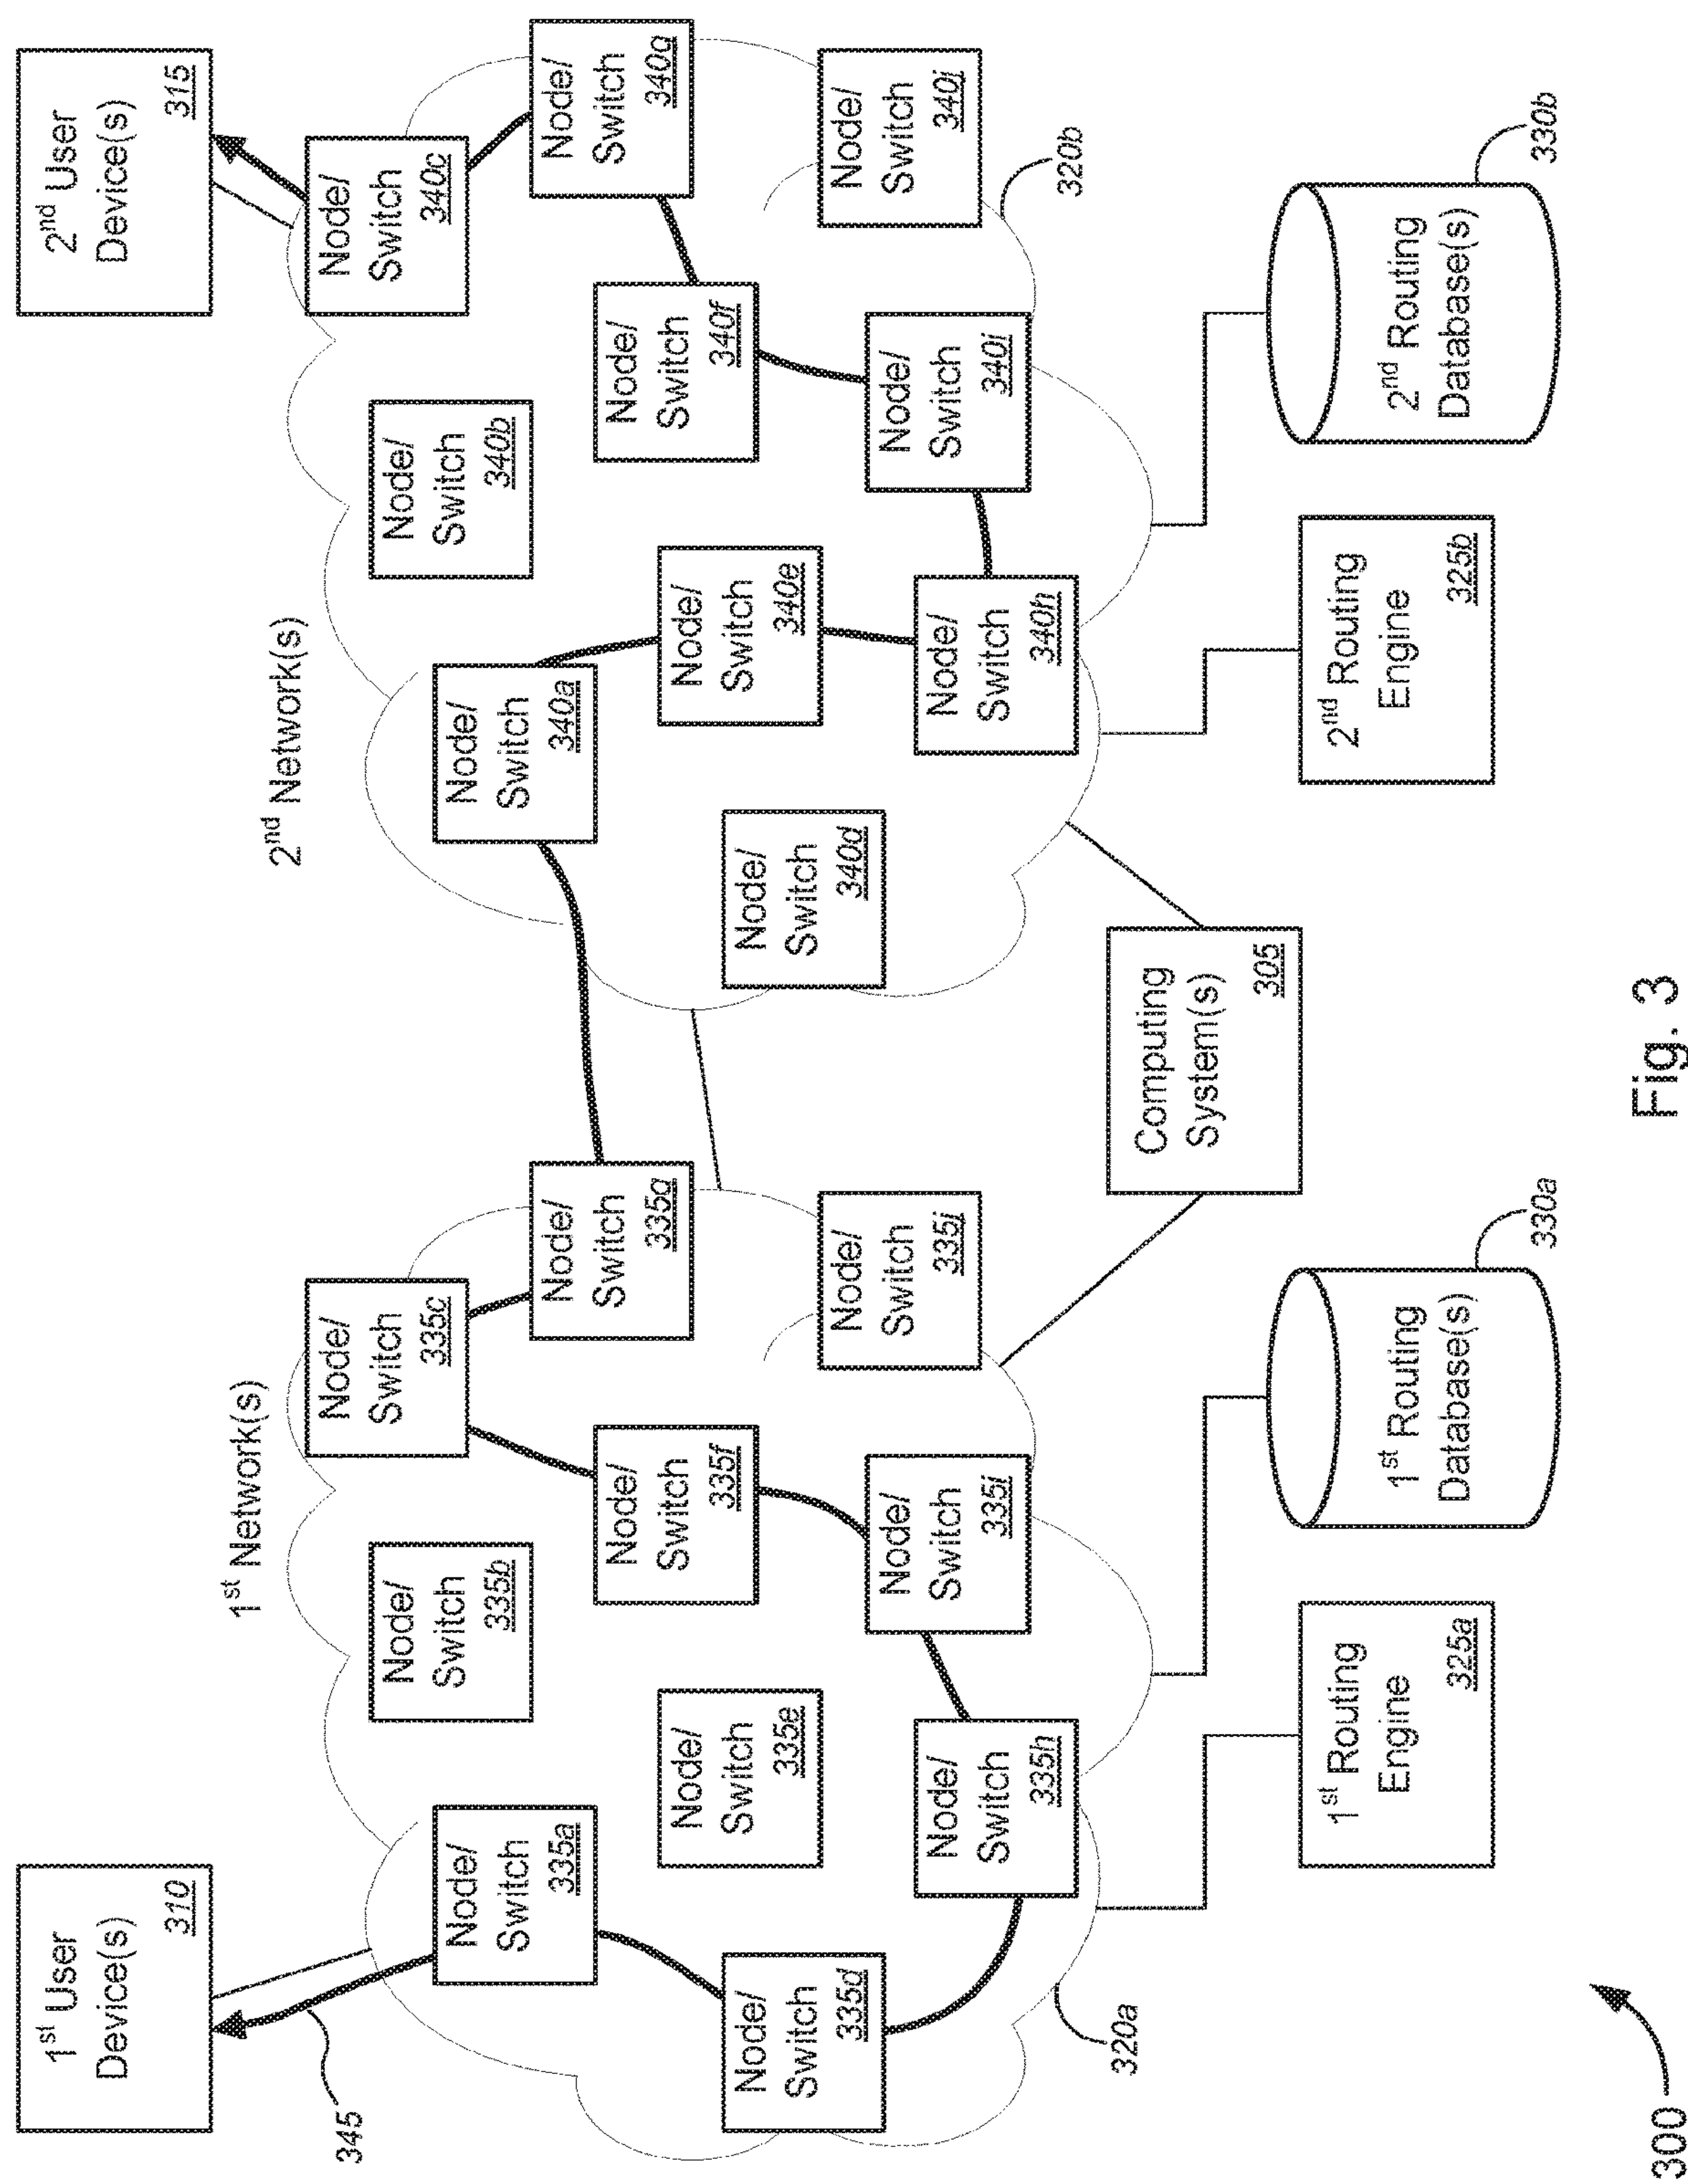 1st User
Device(s)
310
345
1st Network(s)
2nd Network(s)
2nd User
Device(s)
315
Node/
Switch
335a
Node/
Switch
335b
Node/
Switch
335c
Node/
Switch
335d
Node/
Switch
335e
Node/
Switch
335f
Node/
Switch
335g
Node/
Switch
335h
Node/
Switch
335i
Node/
Switch
335j
Node/
Switch
340a
Node/
Switch
340b
Node/
Switch
340c
Node/
Switch
340d
Node/
Switch
340e
Node/
Switch
340f
Node/
Switch
340g
Node/
Switch
340h
Node/
Switch
340i
Node/
Switch
340j
320a
320b
Computing
System(s)
305
1st Routing
Engine
325a
1st Routing
Database(s)
330a
2nd Routing
Engine
325b
2nd Routing
Database(s)
330b
300
Fig. 3